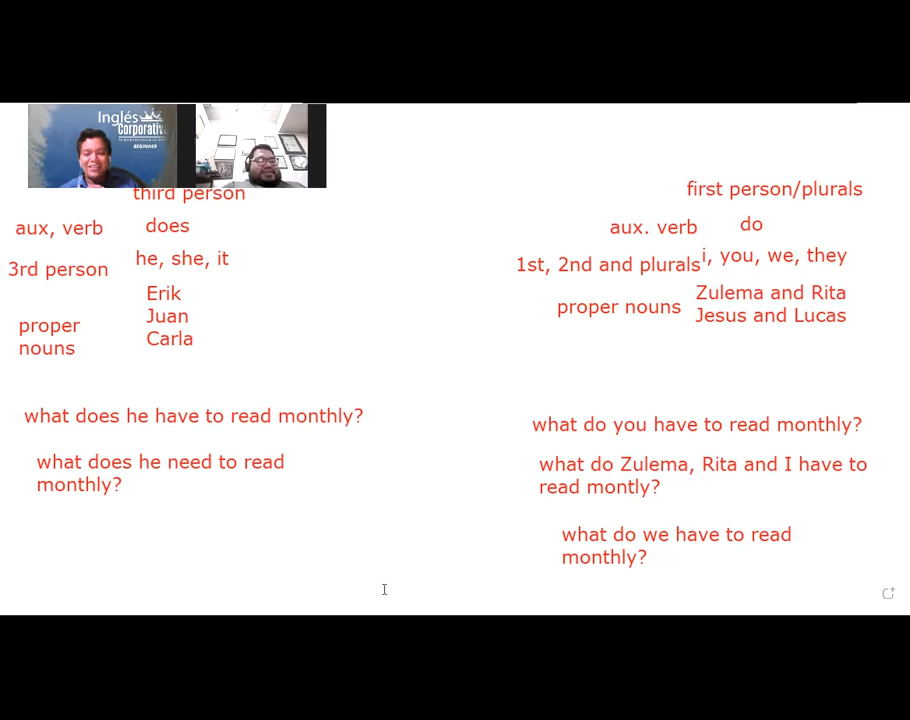 Inglés
Corporativ
BEGINNER
third person
aux, verb
does
3rd person
he, she, it
Erik
Juan
Carla
proper
nouns
what does he have to read monthly?
what does he need to read
monthly?
first person/plurals
aux. verb
do
1st, 2nd and plurals
i, you, we, they
proper nouns
Zulema and Rita
Jesus and Lucas
what do you have to read monthly?
what do Zulema, Rita and I have to
read montly?
what do we have to read
monthly?